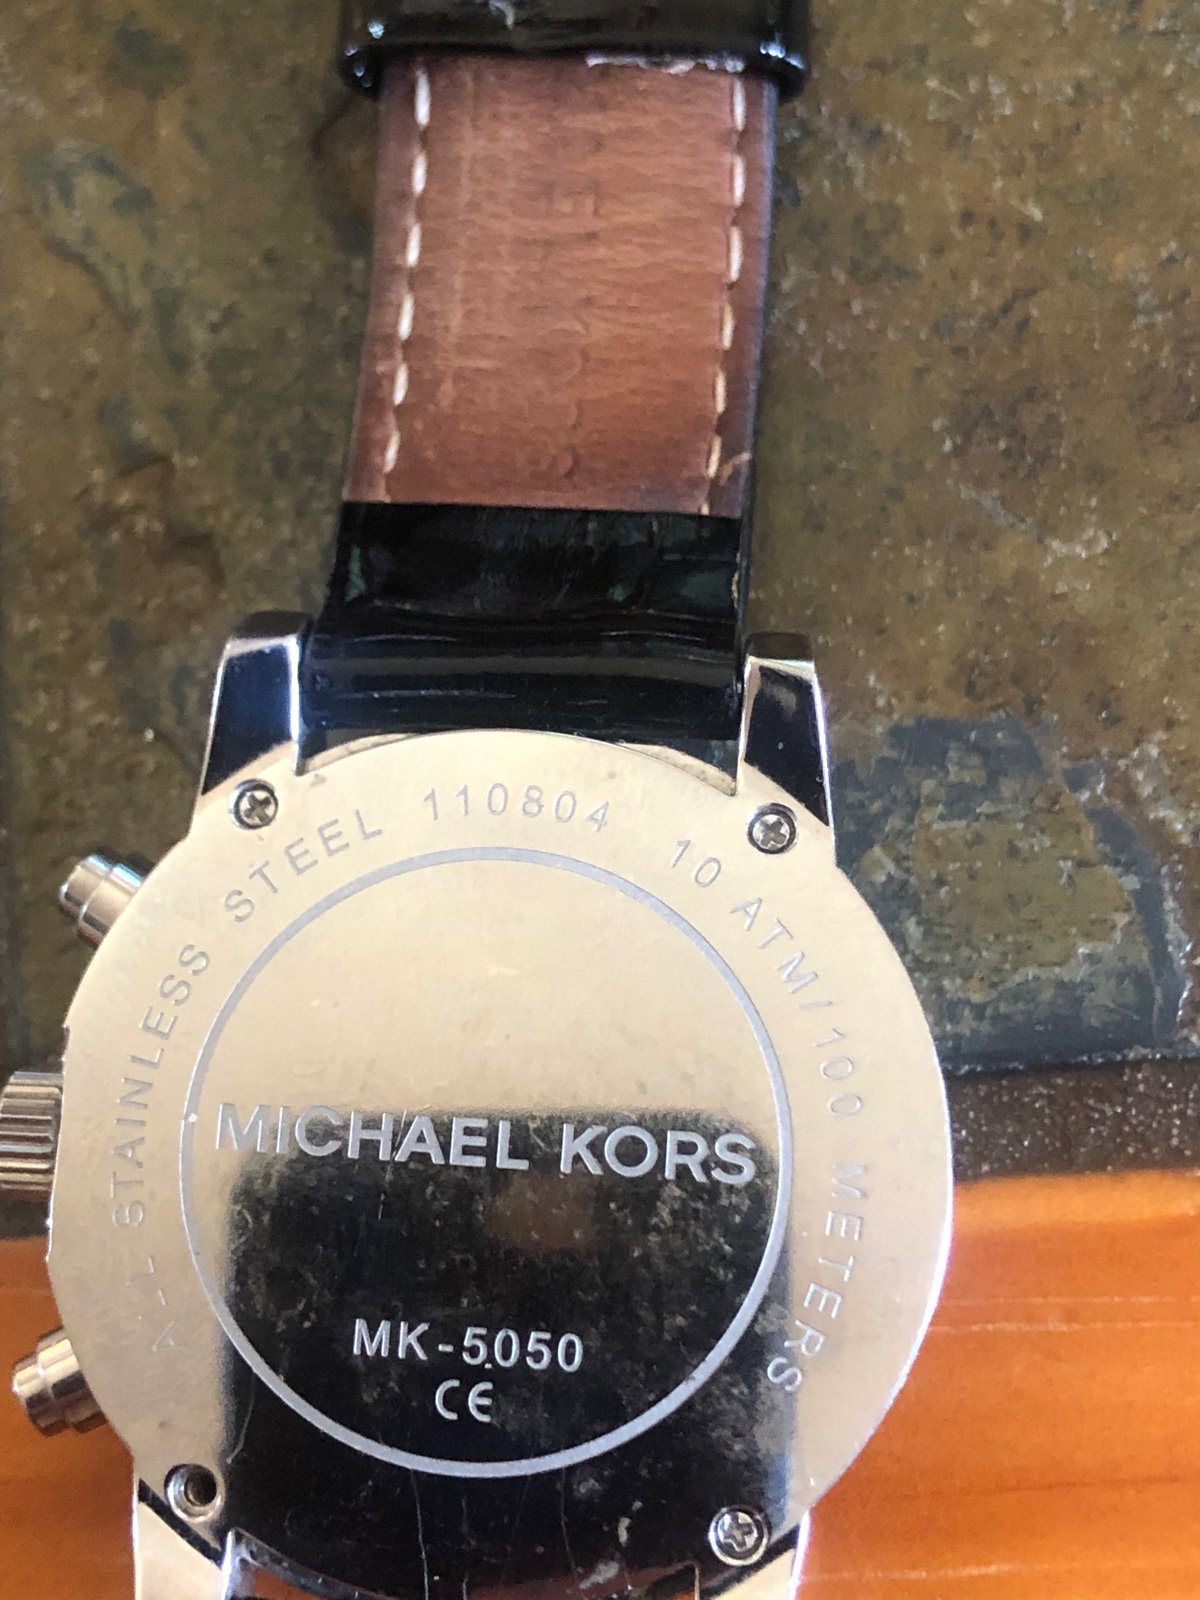 ALL STAINLESS STEEL 110804 10 ATM/100 METERS
MICHAEL KORS
MK-5050
CE